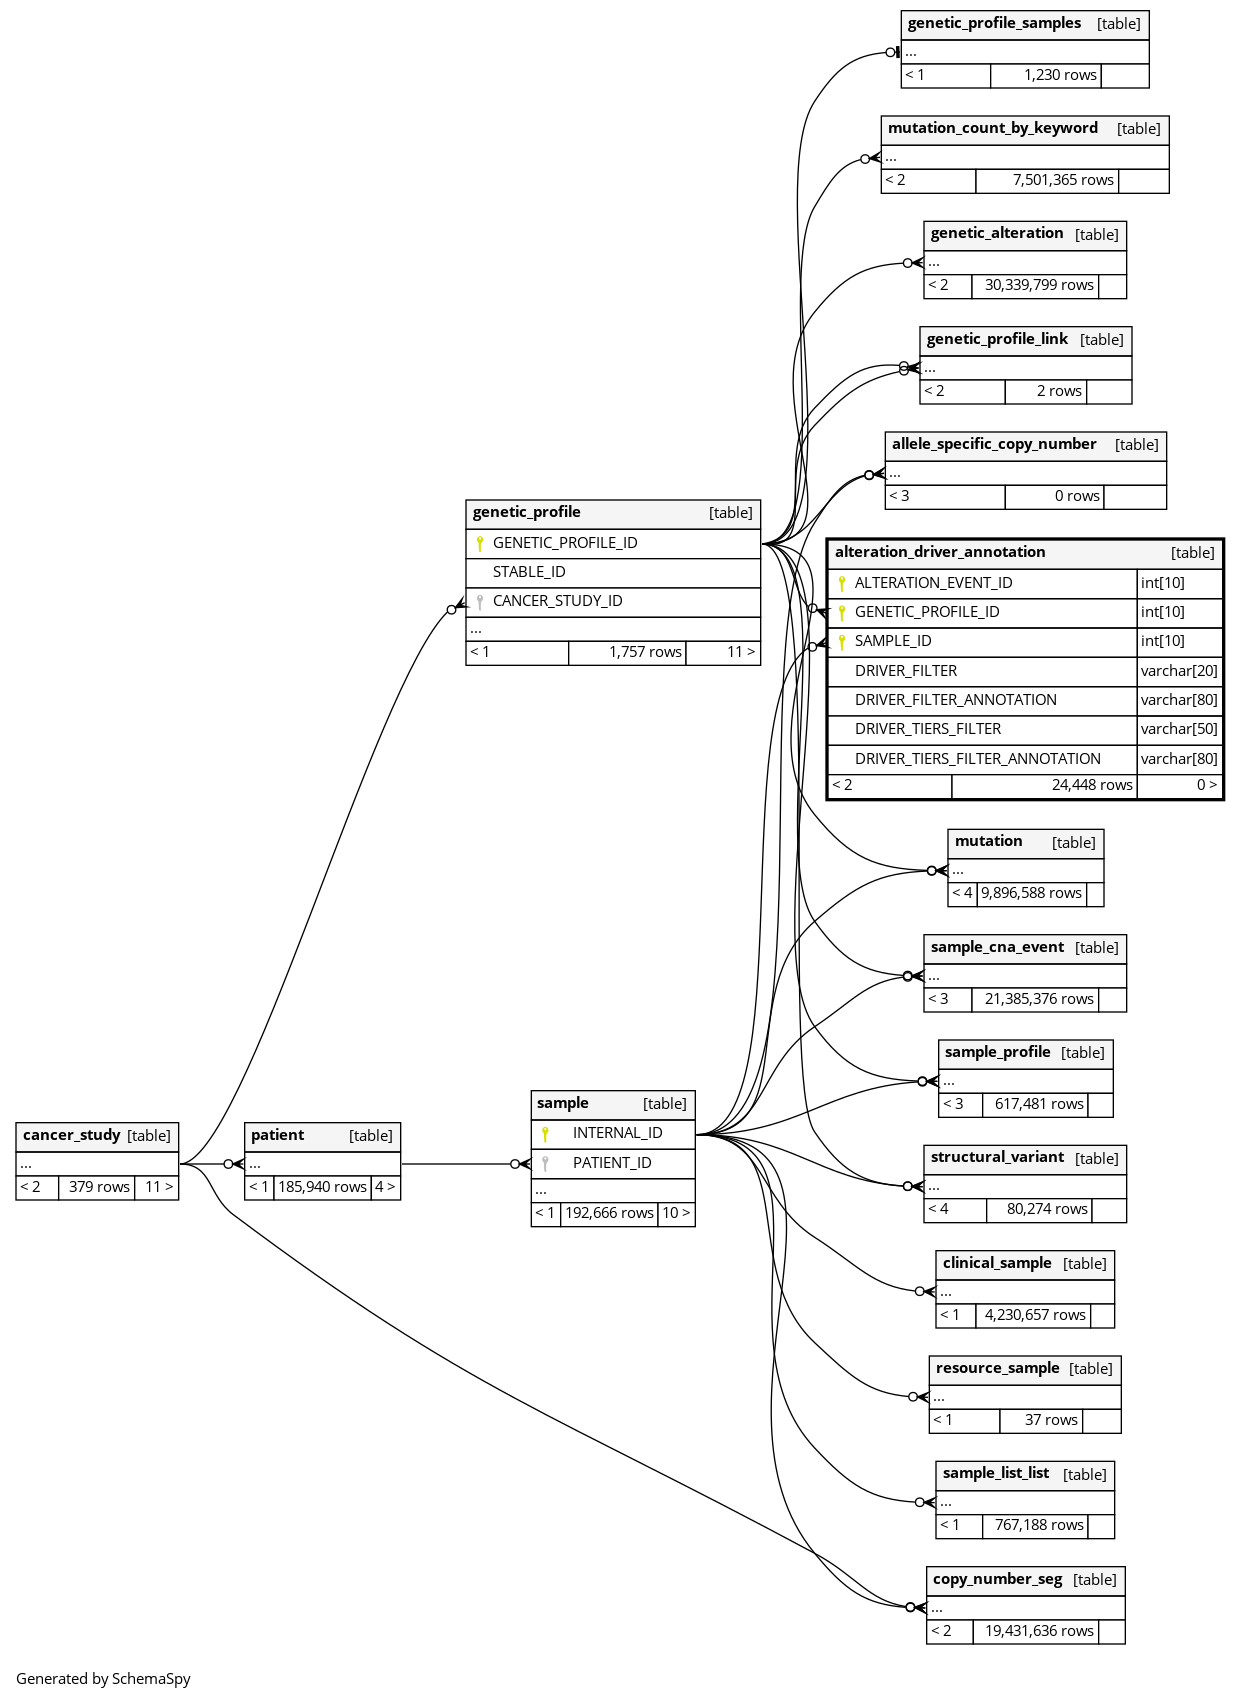 genetic_profile_samples [table]
...
< 1 1,230 rows
mutation_count_by_keyword [table]
...
< 2 7,501,365 rows
genetic_alteration [table]
...
< 2 30,339,799 rows
genetic_profile_link [table]
...
< 2 2 rows
allele_specific_copy_number [table]
...
< 3 0 rows
genetic_profile [table]
GENETIC_PROFILE_ID
STABLE_ID
CANCER_STUDY_ID
...
< 1 1,757 rows 11 >
alteration_driver_annotation [table]
ALTERATION_EVENT_ID int[10]
GENETIC_PROFILE_ID int[10]
SAMPLE_ID int[10]
DRIVER_FILTER varchar[20]
DRIVER_FILTER_ANNOTATION varchar[80]
DRIVER_TIERS_FILTER varchar[50]
DRIVER_TIERS_FILTER_ANNOTATION varchar[80]
< 2 24,448 rows 0 >
mutation [table]
...
< 4 9,896,588 rows
sample_cna_event [table]
...
< 3 21,385,376 rows
sample_profile [table]
...
< 3 617,481 rows
cancer_study [table]
...
< 2 379 rows 11 >
patient [table]
...
< 1 185,940 rows 4 >
sample [table]
INTERNAL_ID
PATIENT_ID
...
< 1 192,666 rows 10 >
structural_variant [table]
...
< 4 80,274 rows
clinical_sample [table]
...
< 1 4,230,657 rows
resource_sample [table]
...
< 1 37 rows
sample_list_list [table]
...
< 1 767,188 rows
copy_number_seg [table]
...
< 2 19,431,636 rows
Generated by SchemaSpy